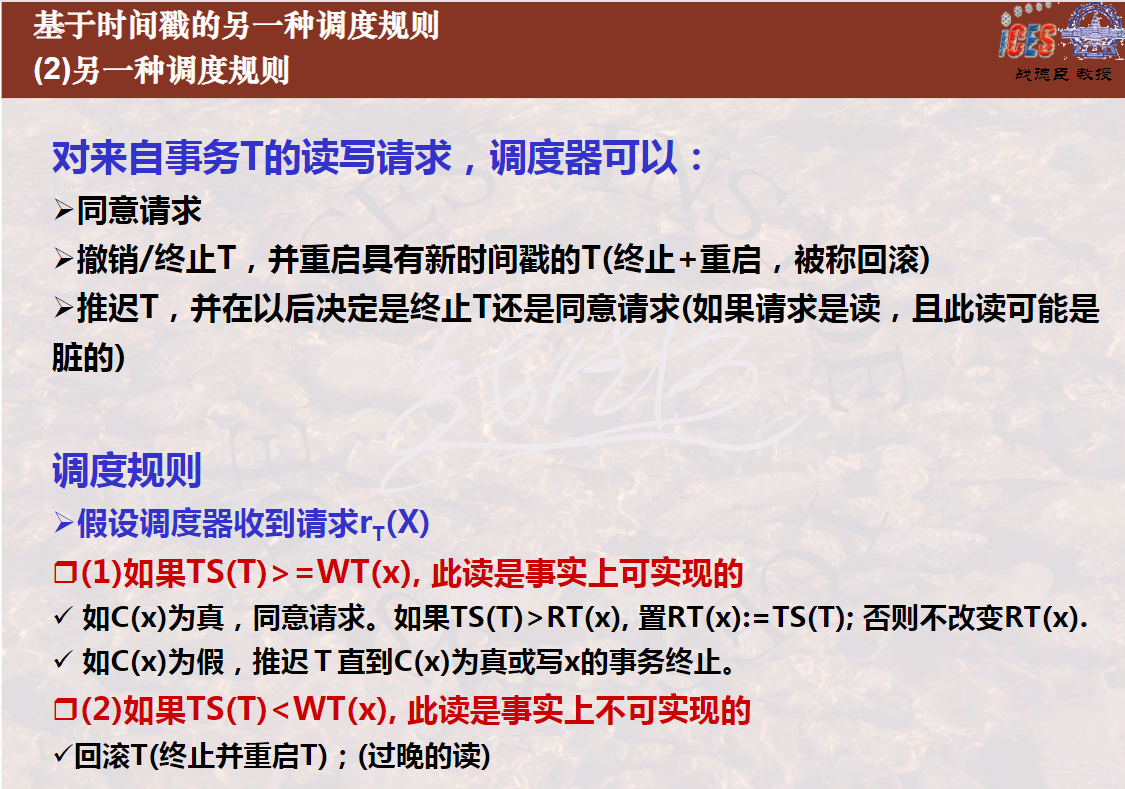 基于时间戳的另一种调度规则
(2)另一种调度规则
iCES
战德臣 教授
对来自事务T的读写请求，调度器可以：
➢同意请求
➢撤销/终止T，并重启具有新时间戳的T(终止+重启，被称回滚)
➢推迟T，并在以后决定是终止T还是同意请求(如果请求是读，且此读可能是
脏的)
调度规则
➢假设调度器收到请求rT(X)
❒(1)如果TS(T)>=WT(x), 此读是事实上可实现的
✓ 如C(x)为真，同意请求。如果TS(T)>RT(x), 置RT(x):=TS(T); 否则不改变RT(x).
✓ 如C(x)为假，推迟T直到C(x)为真或写x的事务终止。
❒(2)如果TS(T)<WT(x), 此读是事实上不可实现的
✓回滚T(终止并重启T)；(过晚的读)